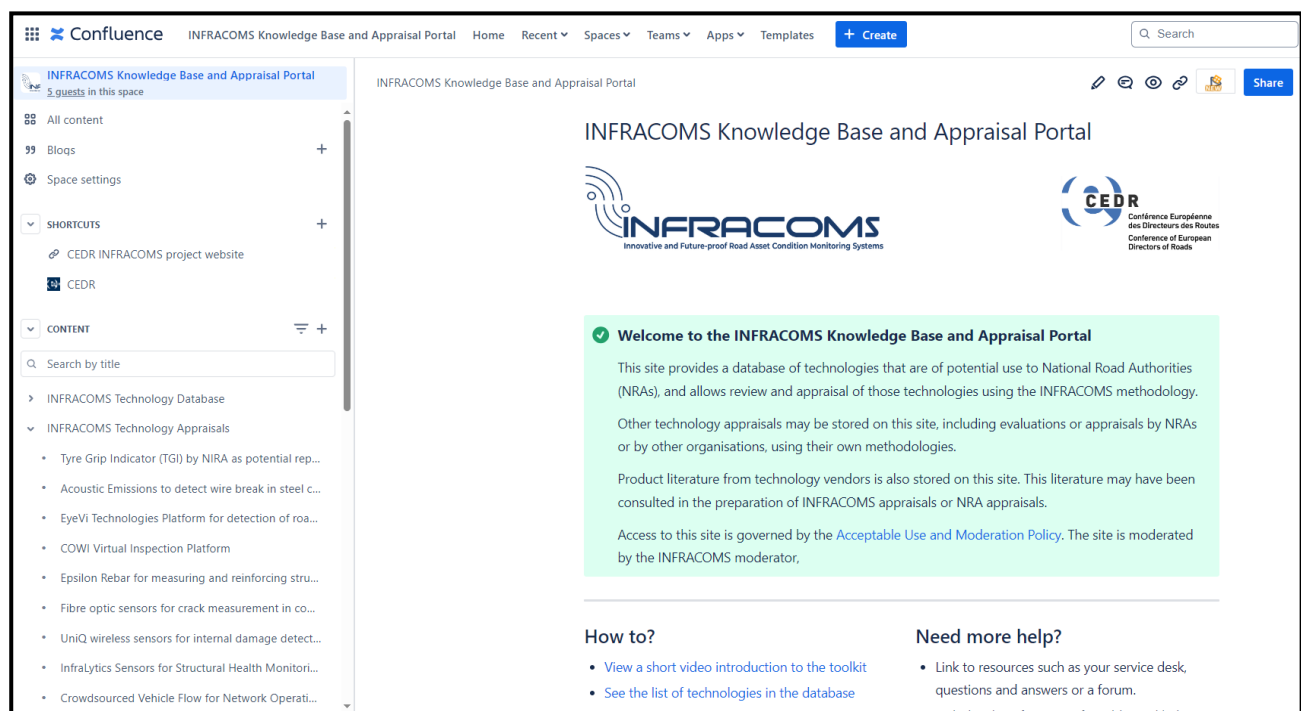 Confluence
INFRACOMS Knowledge Base and Appraisal Portal
Home
Recent
Spaces
Teams
Apps
Templates
+ Create
Search
INFRACOMS Knowledge Base and Appraisal Portal
5 guests in this space
All content
Blogs
Space settings
SHORTCUTS
CEDR INFRACOMS project website
CEDR
CONTENT
Search by title
INFRACOMS Technology Database
INFRACOMS Technology Appraisals
• Tyre Grip Indicator (TGI) by NIRA as potential rep...
• Acoustic Emissions to detect wire break in steel c...
• EyeVi Technologies Platform for detection of roa...
• COWI Virtual Inspection Platform
• Epsilon Rebar for measuring and reinforcing stru...
• Fibre optic sensors for crack measurement in co...
• UniQ wireless sensors for internal damage detect...
• InfraLytics Sensors for Structural Health Monitori...
• Crowdsourced Vehicle Flow for Network Operati...
INFRACOMS Knowledge Base and Appraisal Portal
NEW
Share
INFRACOMS Knowledge Base and Appraisal Portal
iNFRACOMS
Innovative and Future-proof Road Asset Condition Monitoring Systems
CEDR
Conférence Européenne
des Directeurs des Routes
Conference of European
Directors of Roads
Welcome to the INFRACOMS Knowledge Base and Appraisal Portal
This site provides a database of technologies that are of potential use to National Road Authorities
(NRAs), and allows review and appraisal of those technologies using the INFRACOMS methodology.
Other technology appraisals may be stored on this site, including evaluations or appraisals by NRAs
or by other organisations, using their own methodologies.
Product literature from technology vendors is also stored on this site. This literature may have been
consulted in the preparation of INFRACOMS appraisals or NRA appraisals.
Access to this site is governed by the Acceptable Use and Moderation Policy. The site is moderated
by the INFRACOMS moderator,
How to?
• View a short video introduction to the toolkit
• See the list of technologies in the database
Need more help?
• Link to resources such as your service desk,
questions and answers or a forum.